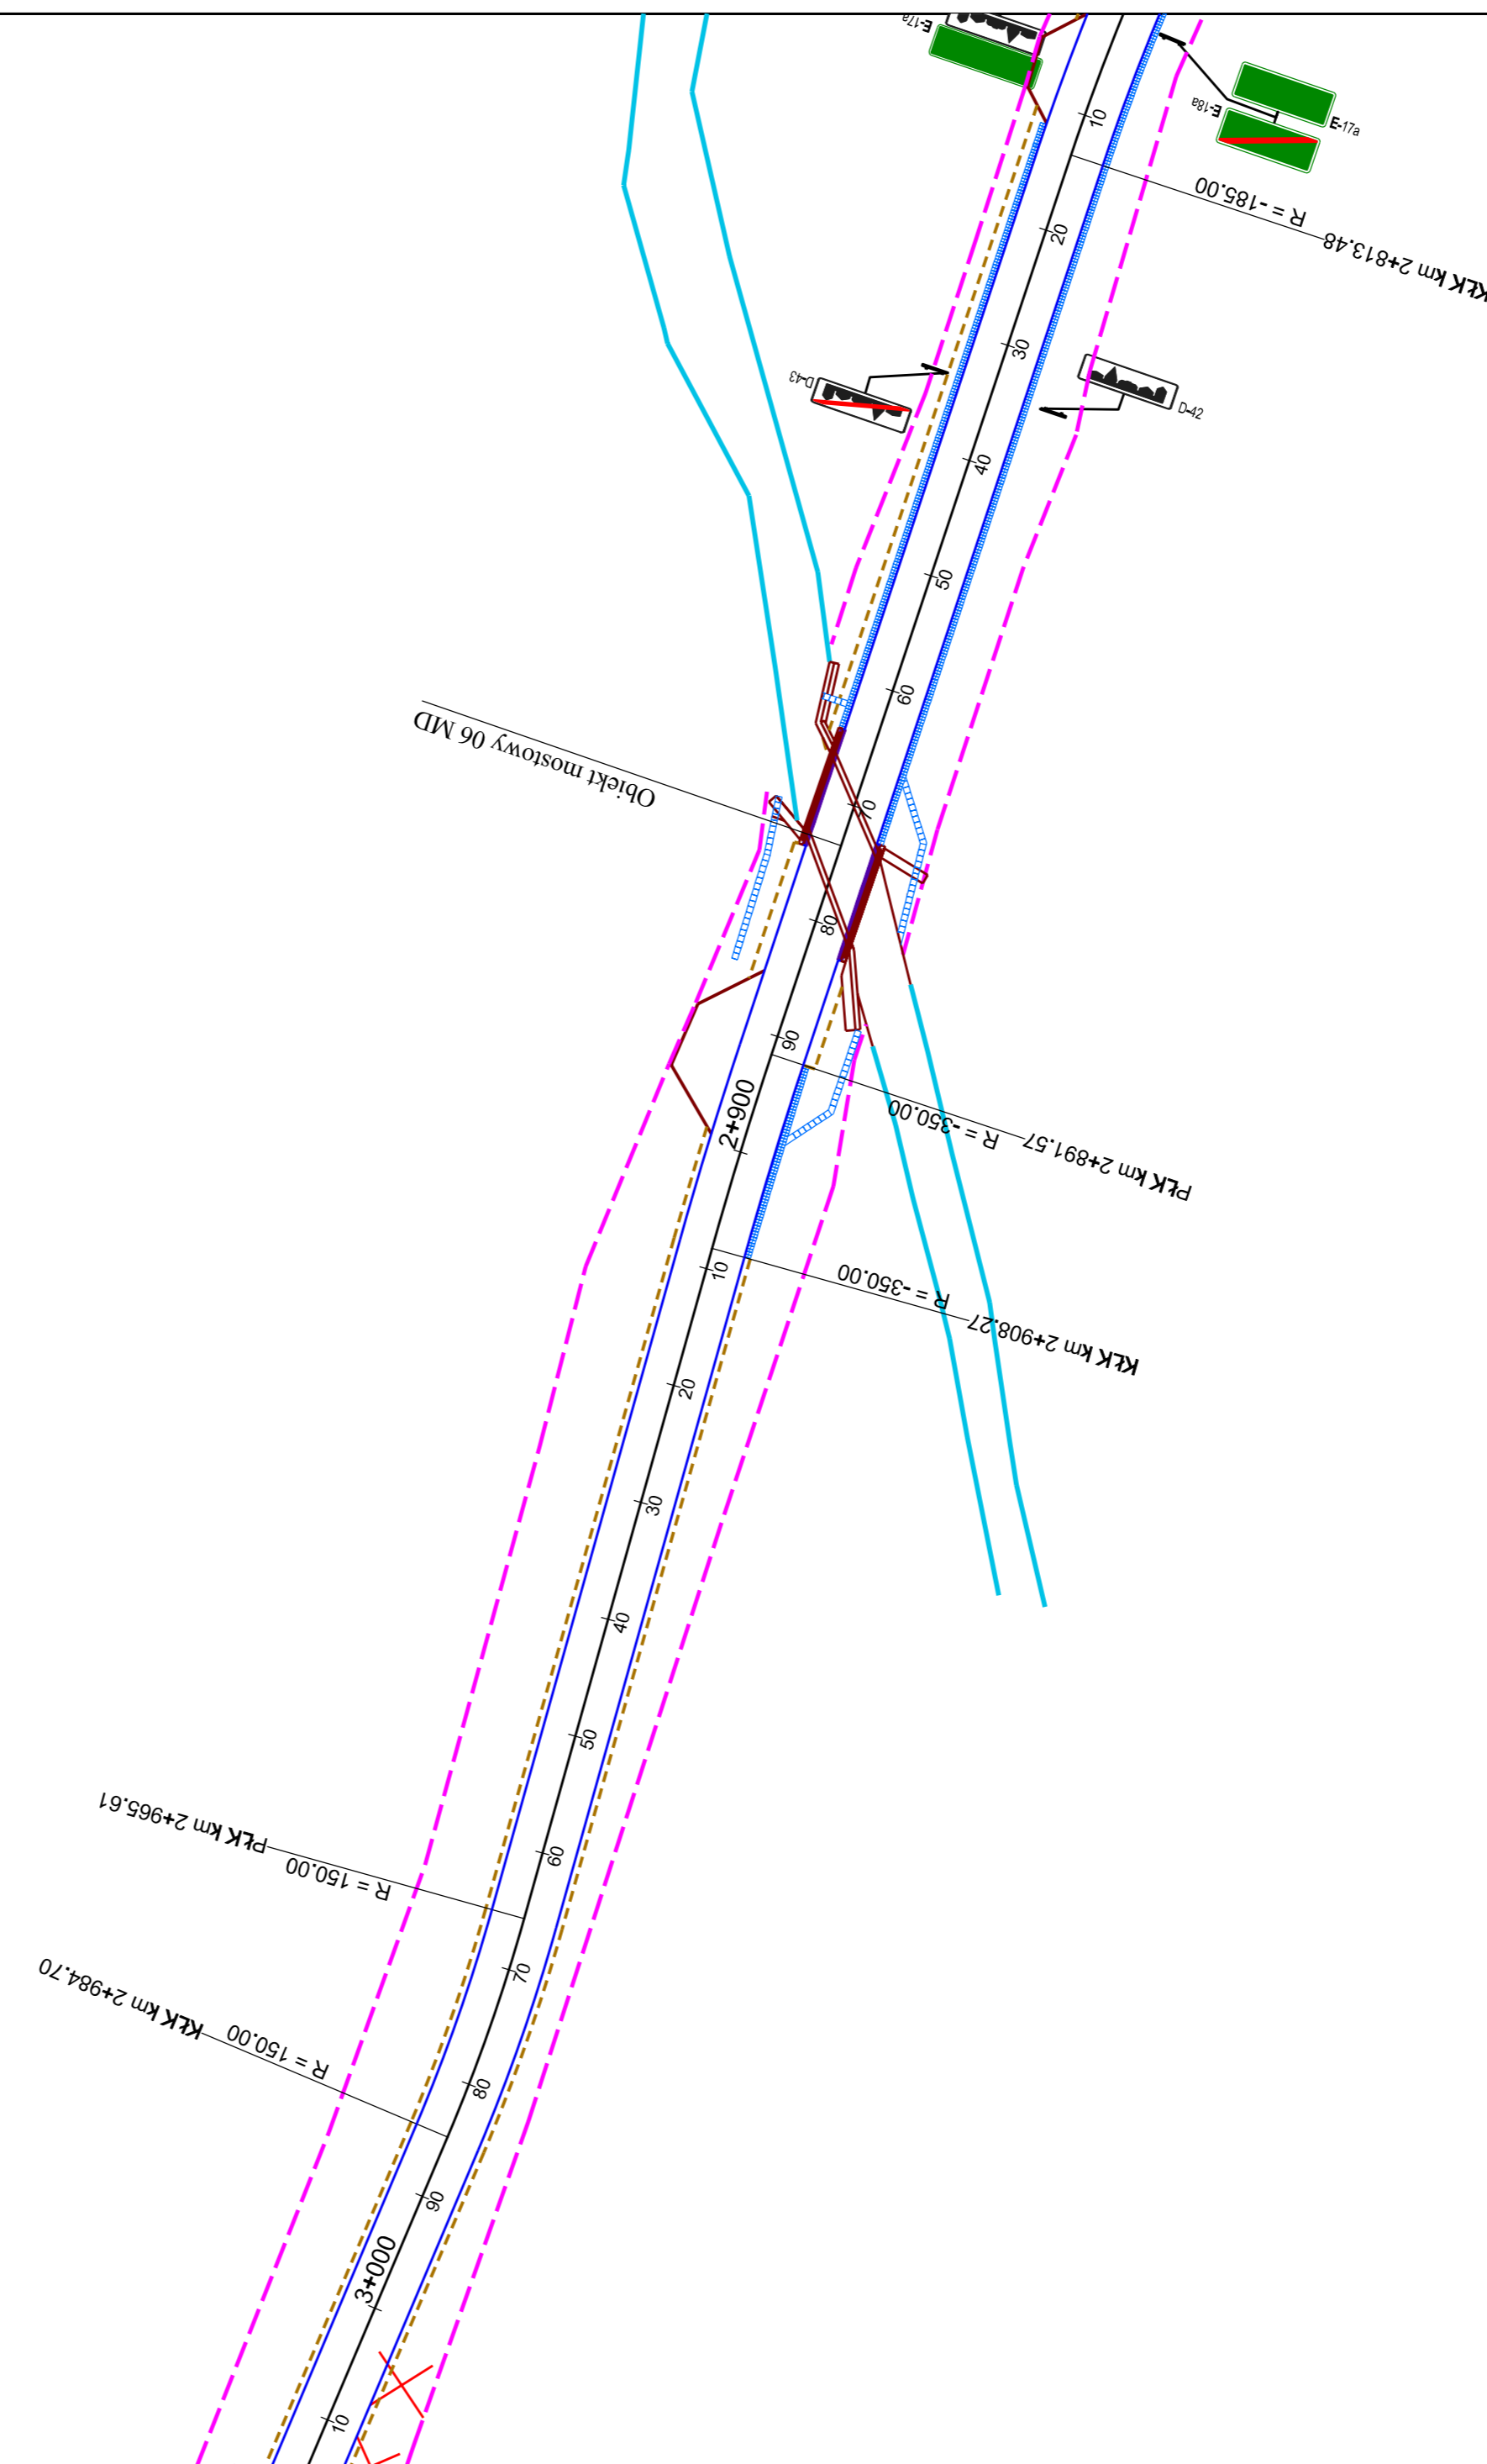 E-17a
E-17a
E-18a
10
R = -185.00
KŁK km 2+813.48
20
30
D-43
D-42
40
50
60
Obiekt mostowy 06 MD
70
80
90
R = -350.00
PŁK km 2+891.57
2+900
10
R = -350.00
KŁK km 2+908.27
20
30
40
50
60
PŁK km 2+965.61
R = 150.00
70
80
KŁK km 2+984.70
R = 150.00
90
3+000
10